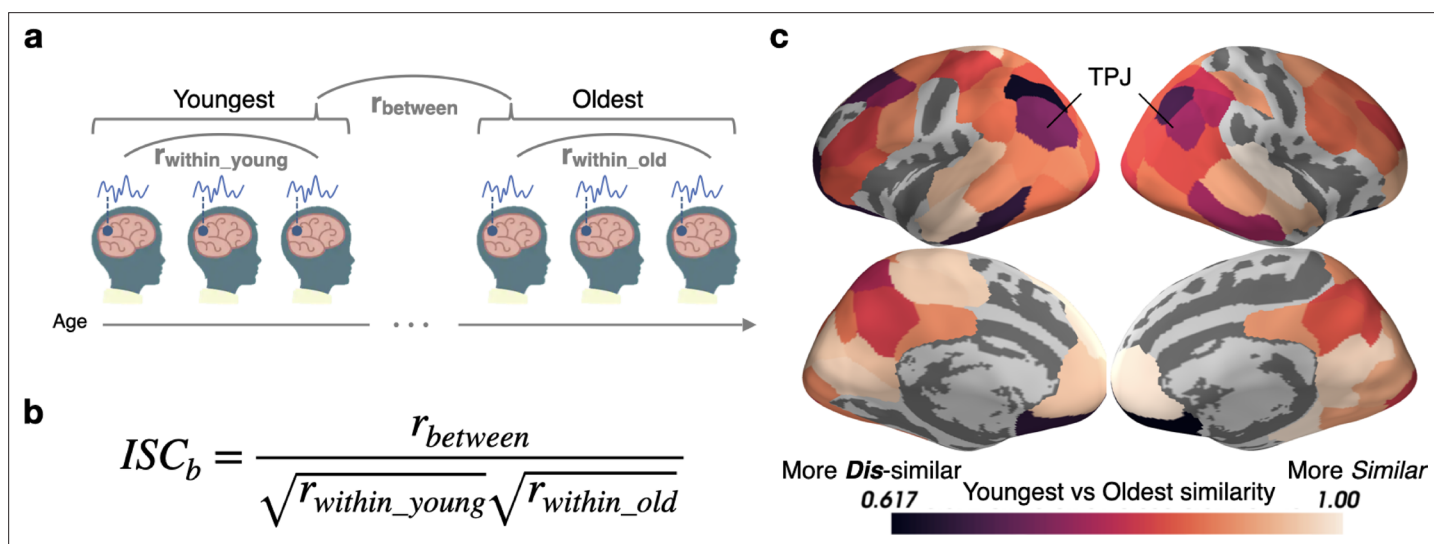 a
Youngest
r_between
Oldest
r_within_young
r_within_old
Age
...
b
ISC_b = r_between / √r_within_young √r_within_old
c
TPJ
More Dis-similar
More Similar
0.617
Youngest vs Oldest similarity
1.00